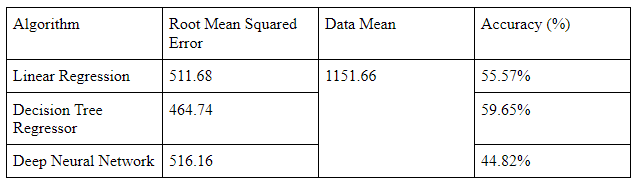 Algorithm Root Mean Squared Error Data Mean Accuracy (%)
Linear Regression 511.68 1151.66 55.57%
Decision Tree Regressor 464.74 59.65%
Deep Neural Network 516.16 44.82%